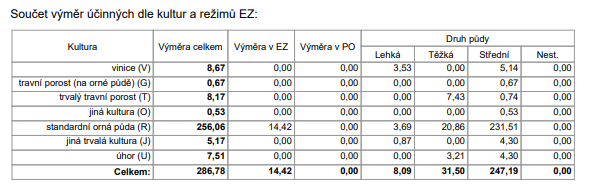 Součet výměr účinných dle kultur a režimů EZ:
Kultura Výměra celkem Výměra v EZ Výměra v PO Druh půdy
Lehká Těžká Střední Nest.
vinice (V) 8,67 0,00 0,00 3,53 0,00 5,14 0,00
travní porost (na orné půdě) (G) 0,67 0,00 0,00 0,00 0,00 0,67 0,00
trvalý travní porost (T) 8,17 0,00 0,00 0,00 7,43 0,74 0,00
jiná kultura (O) 0,53 0,00 0,00 0,00 0,00 0,53 0,00
standardní orná půda (R) 256,06 14,42 0,00 3,69 20,86 231,51 0,00
jiná trvalá kultura (J) 5,17 0,00 0,00 0,87 0,00 4,30 0,00
úhor (U) 7,51 0,00 0,00 0,00 3,21 4,30 0,00
Celkem: 286,78 14,42 0,00 8,09 31,50 247,19 0,00